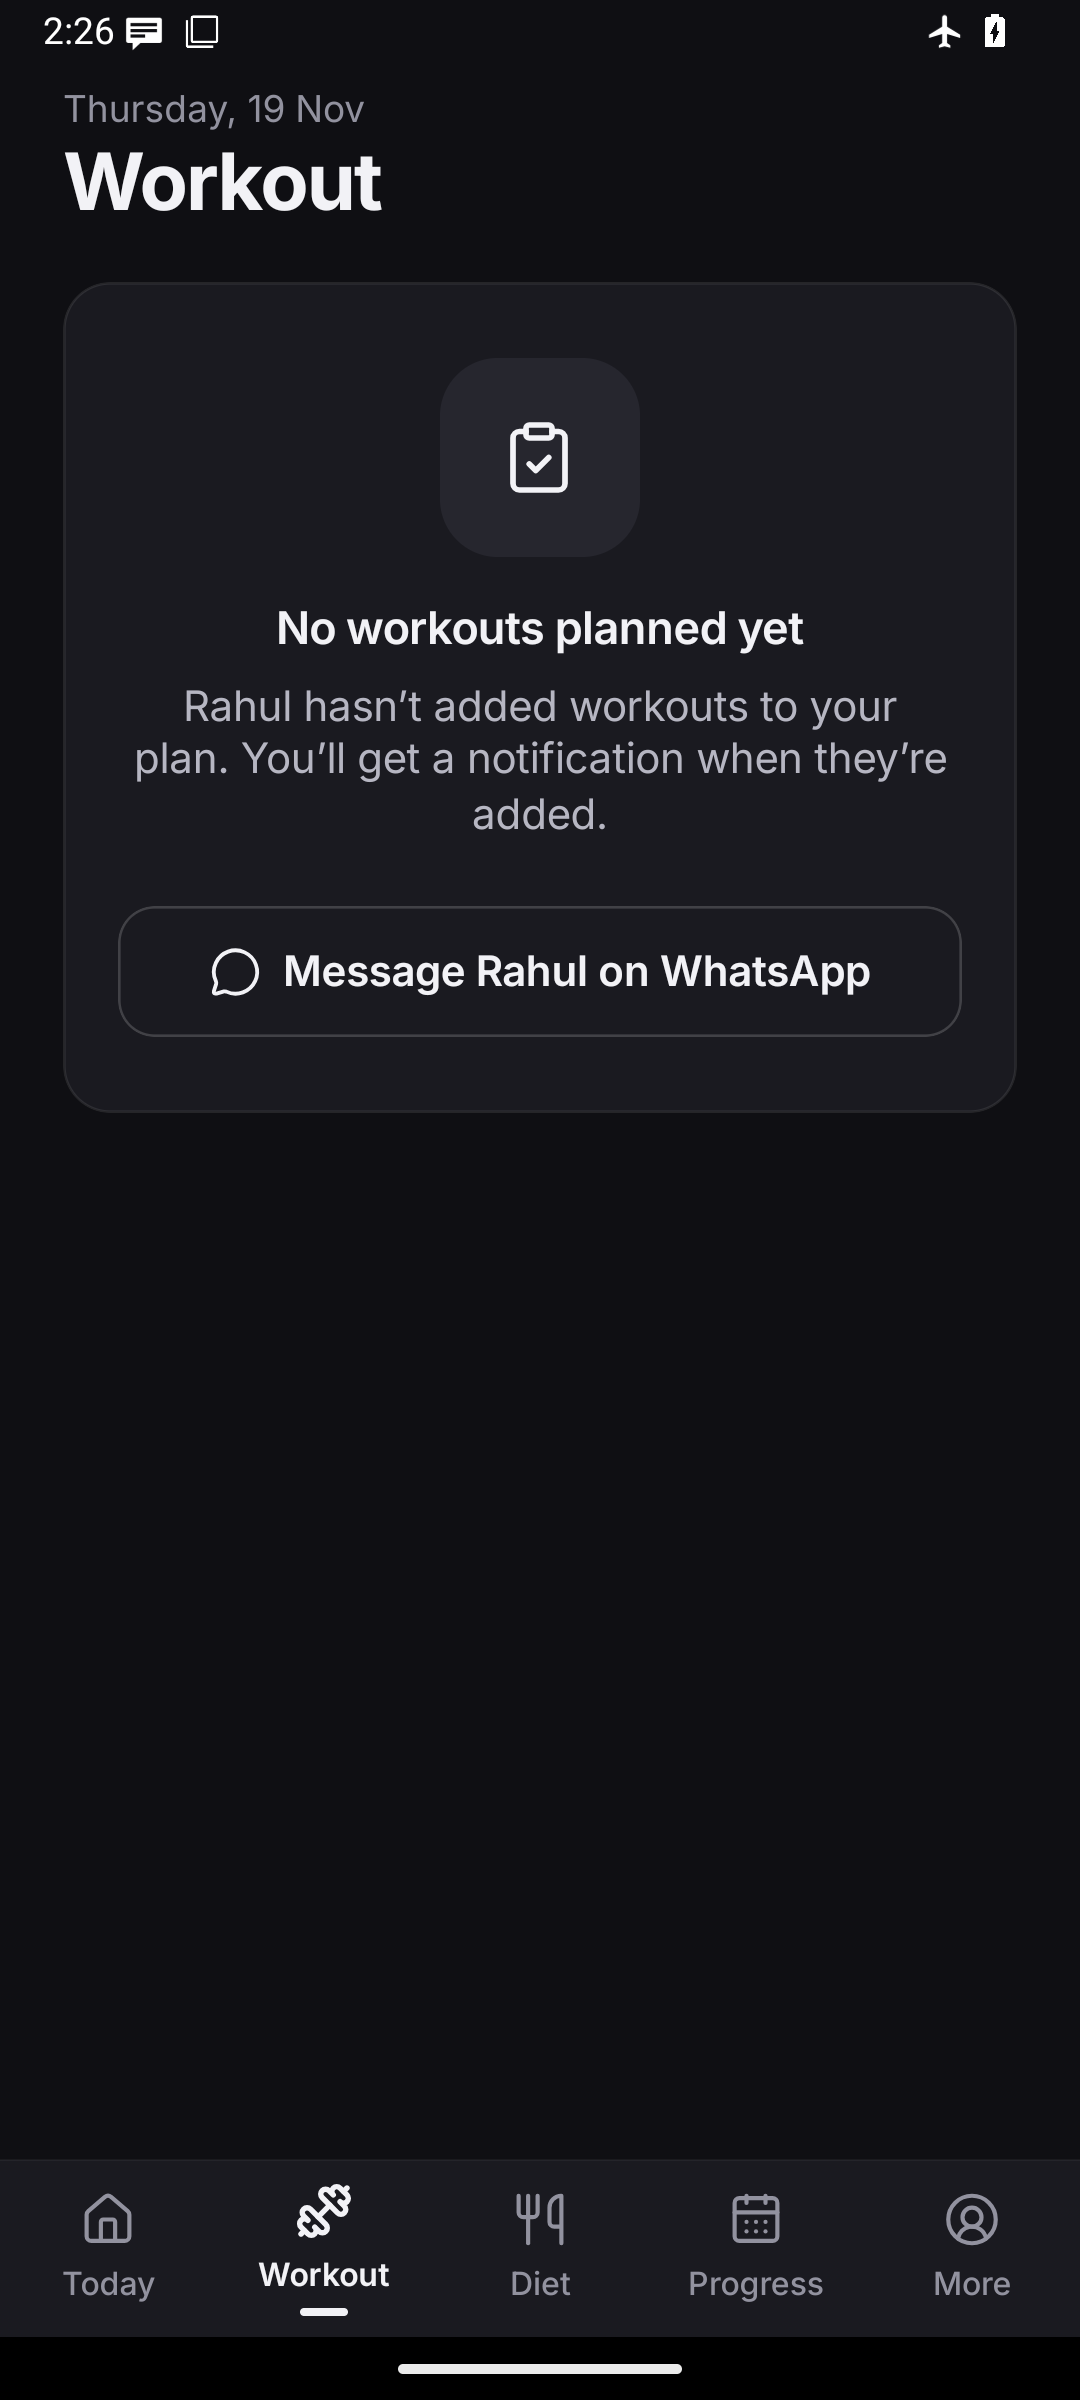 2:26
Thursday, 19 Nov
Workout
No workouts planned yet
Rahul hasn’t added workouts to your
plan. You’ll get a notification when they’re
added.
Message Rahul on WhatsApp
Today
Workout
Diet
Progress
More